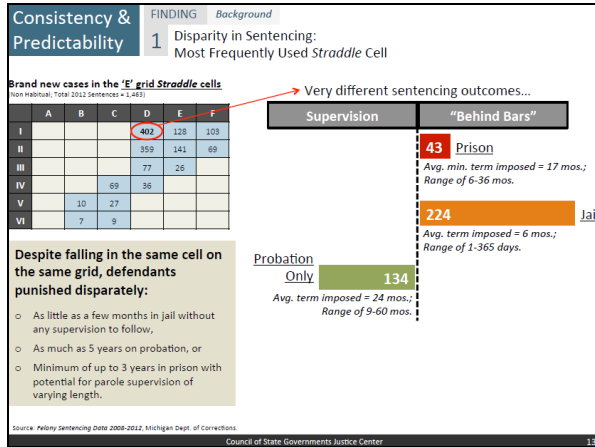 Consistency &
Predictability
FINDING Background
1 Disparity in Sentencing:
Most Frequently Used Straddle Cell
Brand new cases in the 'E' grid Straddle cells
(Non Habitual; Total 2012 Sentences = 1,463)
A B C D E F
I 402 128 103
II 359 141 69
III 77 26
IV 69 36
V 10 27
VI 7 9
Very different sentencing outcomes...
Supervision "Behind Bars"
43 Prison
Avg. min. term imposed = 17 mos.;
Range of 6-36 mos.
224 Jai
Avg. term imposed = 6 mos.;
Range of 1-365 days.
Probation
Only 134
Avg. term imposed = 24 mos.;
Range of 9-60 mos.
Despite falling in the same cell on
the same grid, defendants
punished disparately:
o As little as a few months in jail without
any supervision to follow,
o As much as 5 years on probation, or
o Minimum of up to 3 years in prison with
potential for parole supervision of
varying length.
Source: Felony Sentencing Data 2008-2012, Michigan Dept. of Corrections.
Council of State Governments Justice Center 13